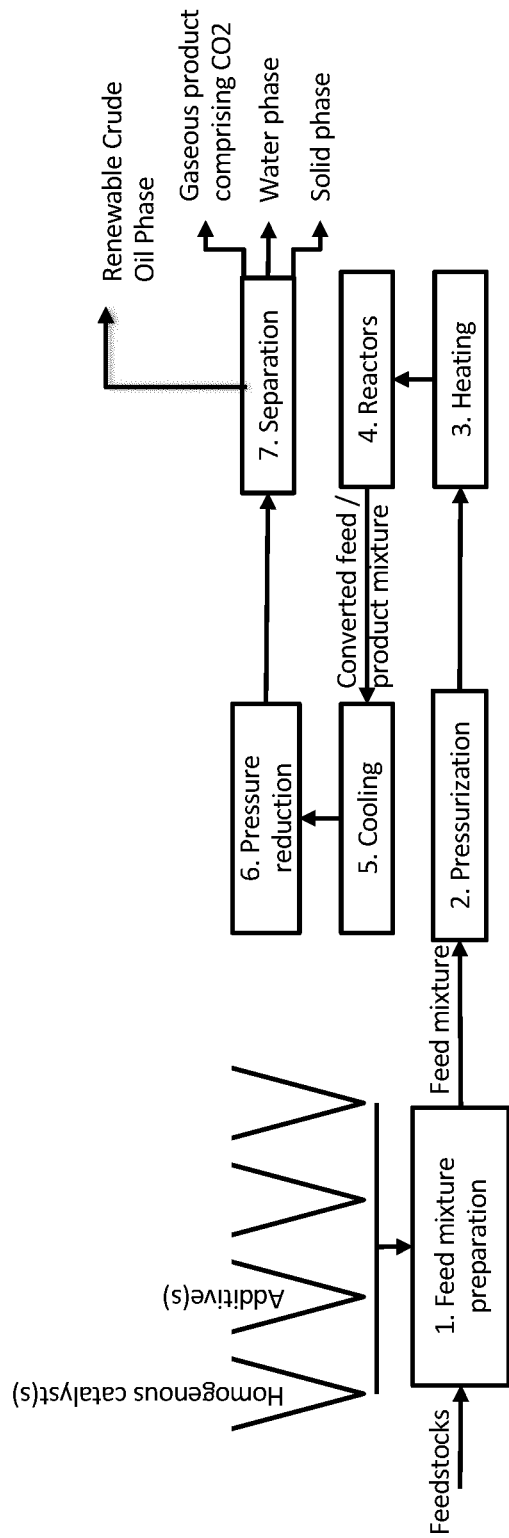 Homogenous catalyst(s)
Additive(s)
Feedstocks
1. Feed mixture
preparation
Feed mixture
2. Pressurization
3. Heating
4. Reactors
Converted feed /
product mixture
5. Cooling
6. Pressure
reduction
7. Separation
Renewable Crude
Oil Phase
Gaseous product
comprising CO2
Water phase
Solid phase